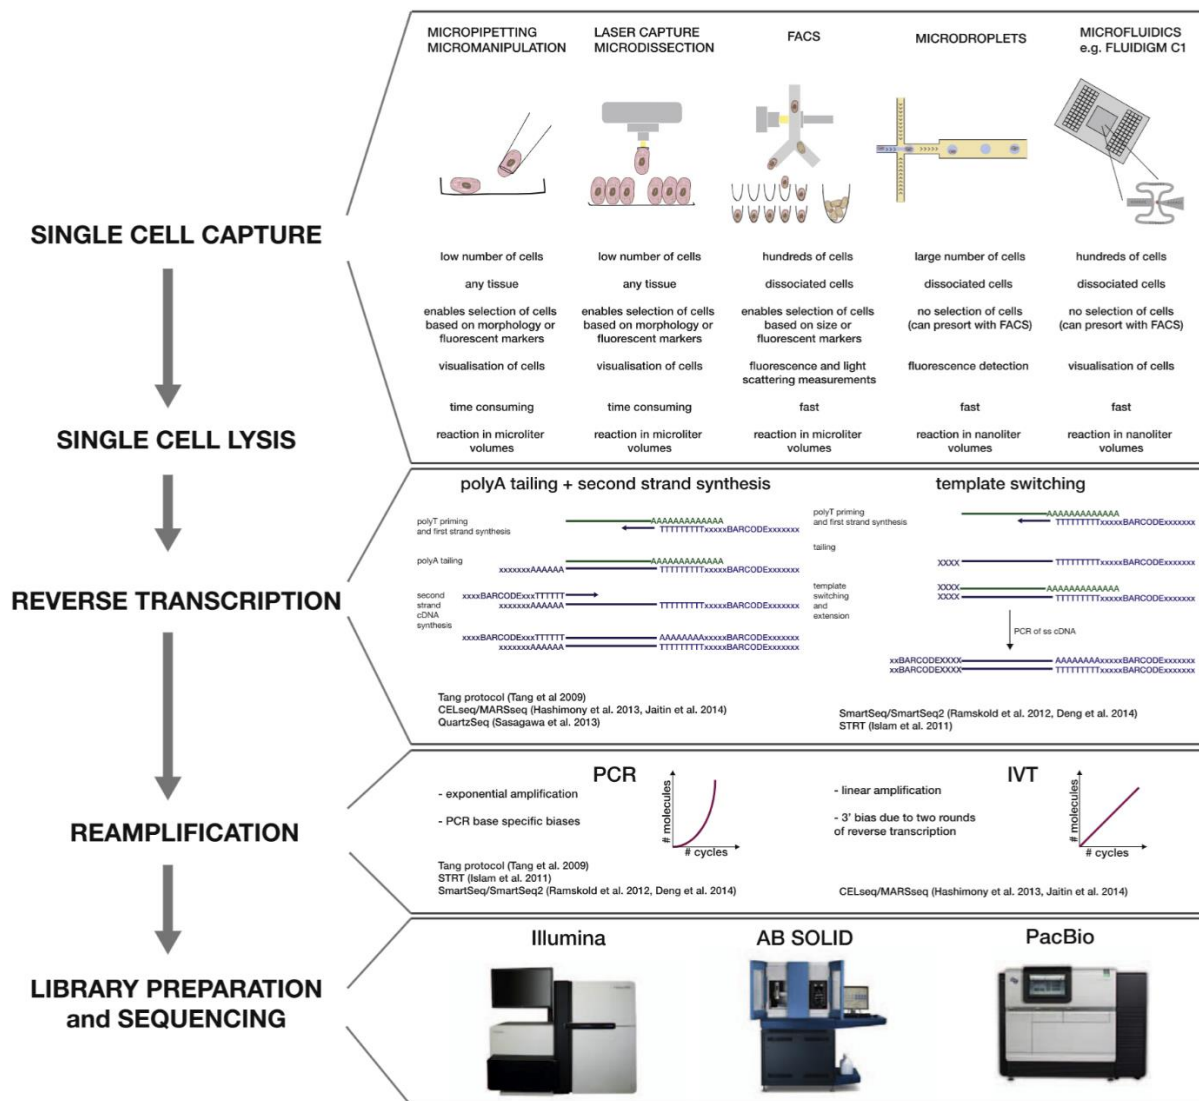 MICROPIPETTING
MICROMANIPULATION
LASER CAPTURE
MICRODISSECTION
FACS
MICRODROPLETS
MICROFLUIDICS
e.g. FLUIDIGM C1
SINGLE CELL CAPTURE
low number of cells
low number of cells
hundreds of cells
large number of cells
hundreds of cells
any tissue
any tissue
dissociated cells
dissociated cells
dissociated cells
enables selection of cells
based on morphology or
fluorescent markers
enables selection of cells
based on morphology or
fluorescent markers
enables selection of cells
based on size or
fluorescent markers
no selection of cells
(can presort with FACS)
no selection of cells
(can presort with FACS)
visualisation of cells
visualisation of cells
fluorescence and light
scattering measurements
fluorescence detection
visualisation of cells
time consuming
time consuming
fast
fast
fast
reaction in microliter
volumes
reaction in microliter
volumes
reaction in microliter
volumes
reaction in nanoliter
volumes
reaction in nanoliter
volumes
SINGLE CELL LYSIS
REVERSE TRANSCRIPTION
polyA tailing + second strand synthesis
polyT priming
and first strand synthesis
AAAAAAAAAAAAA
TTTTTTTTTxxxxxBARCODExxxxxxx
polyA tailing
AAAAAAAAAAAAA
xxxxxxxAAAAAA
TTTTTTTTTxxxxxBARCODExxxxxxx
second
strand
cDNA
synthesis
xxxxBARCODExxxTTTTTT
xxxxxxxAAAAAA
TTTTTTTTTxxxxxBARCODExxxxxxx
xxxxBARCODExxxTTTTTT
AAAAAAAAxxxxxBARCODExxxxxxx
xxxxxxxAAAAAA
TTTTTTTTTxxxxxBARCODExxxxxxx
Tang protocol (Tang et al 2009)
CELseq/MARSseq (Hashimony et al. 2013, Jaitin et al. 2014)
QuartzSeq (Sasagawa et al. 2013)
template switching
polyT priming
and first strand synthesis
AAAAAAAAAAAAA
TTTTTTTTTxxxxxBARCODExxxxxxx
tailing
XXXX
TTTTTTTTTxxxxxBARCODExxxxxxx
template
switching
and
extension
XXXX
AAAAAAAAAAAAA
XXXX
TTTTTTTTTxxxxxBARCODExxxxxxx
PCR of ss cDNA
xxBARCODEXXXX
AAAAAAAAxxxxxBARCODExxxxxxx
xxBARCODEXXXX
TTTTTTTTTxxxxxBARCODExxxxxxx
SmartSeq/SmartSeq2 (Ramskold et al. 2012, Deng et al. 2014)
STRT (Islam et al. 2011)
REAMPLIFICATION
PCR
- exponential amplification
- PCR base specific biases
# molecules
# cycles
Tang protocol (Tang et al. 2009)
STRT (Islam et al. 2011)
SmartSeq/SmartSeq2 (Ramskold et al. 2012, Deng et al. 2014)
IVT
- linear amplification
- 3' bias due to two rounds
of reverse transcription
# molecules
# cycles
CELseq/MARSseq (Hashimony et al. 2013, Jaitin et al. 2014)
LIBRARY PREPARATION
and SEQUENCING
Illumina
AB SOLID
PacBio